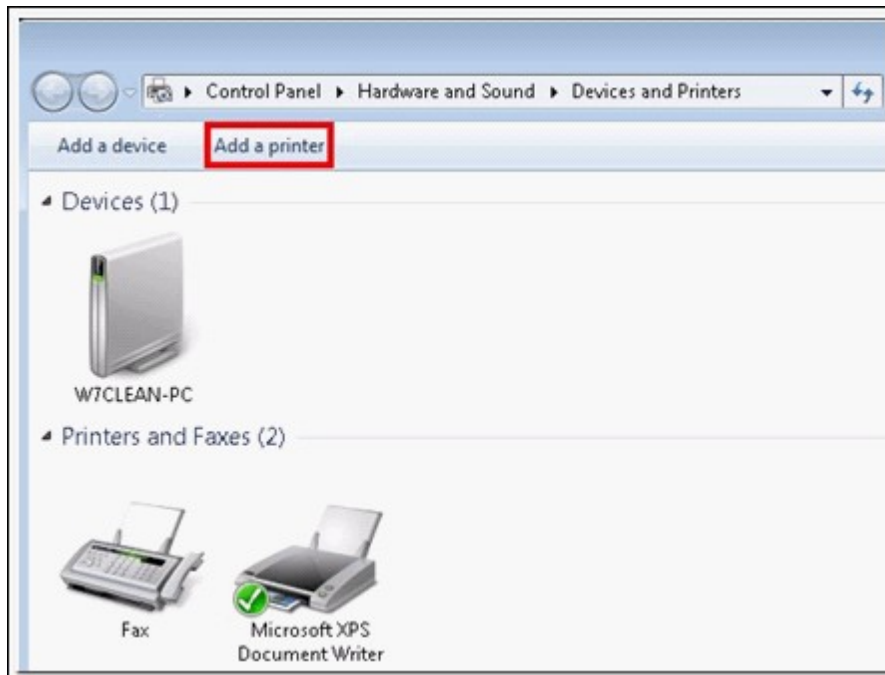 Control Panel Hardware and Sound Devices and Printers
Add a device Add a printer
Devices (1)
W7CLEAN-PC
Printers and Faxes (2)
Fax
Microsoft XPS
Document Writer